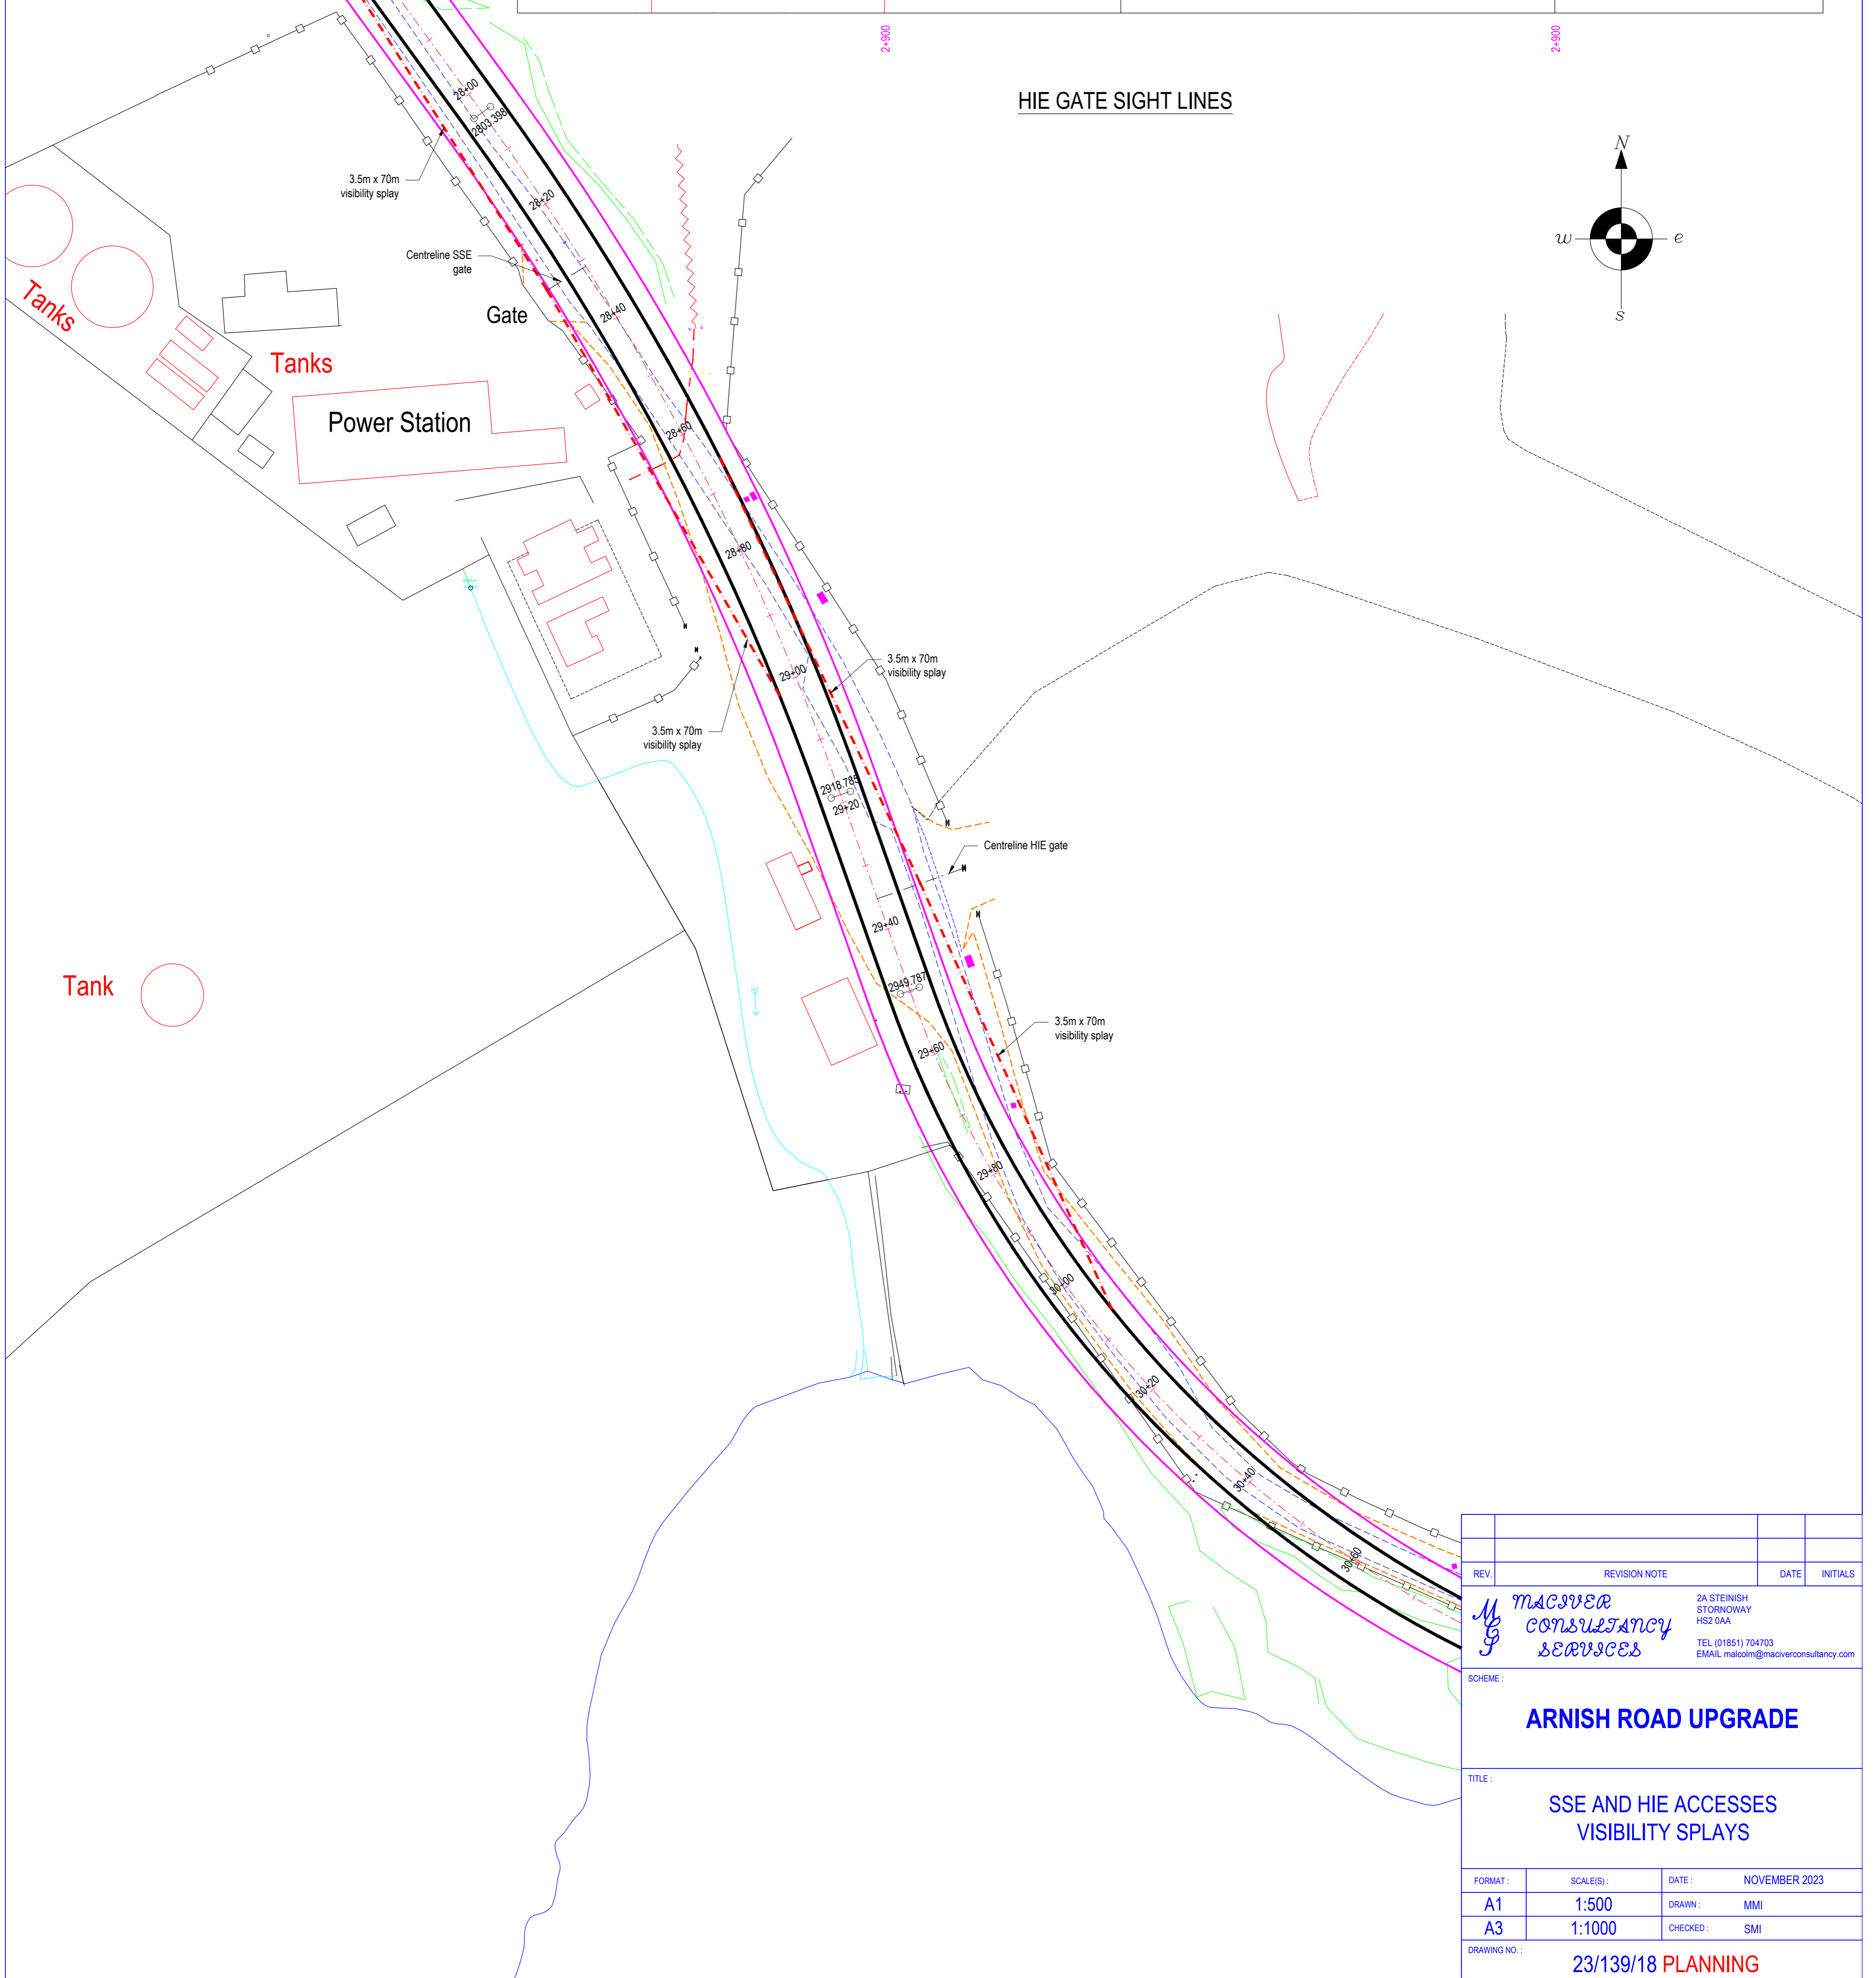 2+900
2+900
HIE GATE SIGHT LINES
N
w
e
s
28+00
2803.398
3.5m x 70m
visibility splay
28+20
Centreline SSE
gate
Gate
28+40
Tanks
Tanks
Power Station
28+60
28+80
3.5m x 70m
visibility splay
29+00
3.5m x 70m
visibility splay
2918.785
29+20
Centreline HIE gate
29+40
Tank
2949.787
3.5m x 70m
visibility splay
29+60
29+80
30+00
30+20
30+40
30+60
REV.
REVISION NOTE
DATE
INITIALS
MCS
MACIVER
CONSULTANCY
SERVICES
2A STEINISH
STORNOWAY
HS2 0AA
TEL (01851) 704703
EMAIL malcolm@maciverconsultancy.com
SCHEME :
ARNISH ROAD UPGRADE
TITLE :
SSE AND HIE ACCESSES
VISIBILITY SPLAYS
FORMAT :
SCALE(S) :
DATE :
NOVEMBER 2023
A1
1:500
DRAWN :
MMI
A3
1:1000
CHECKED :
SMI
DRAWING NO. :
23/139/18 PLANNING